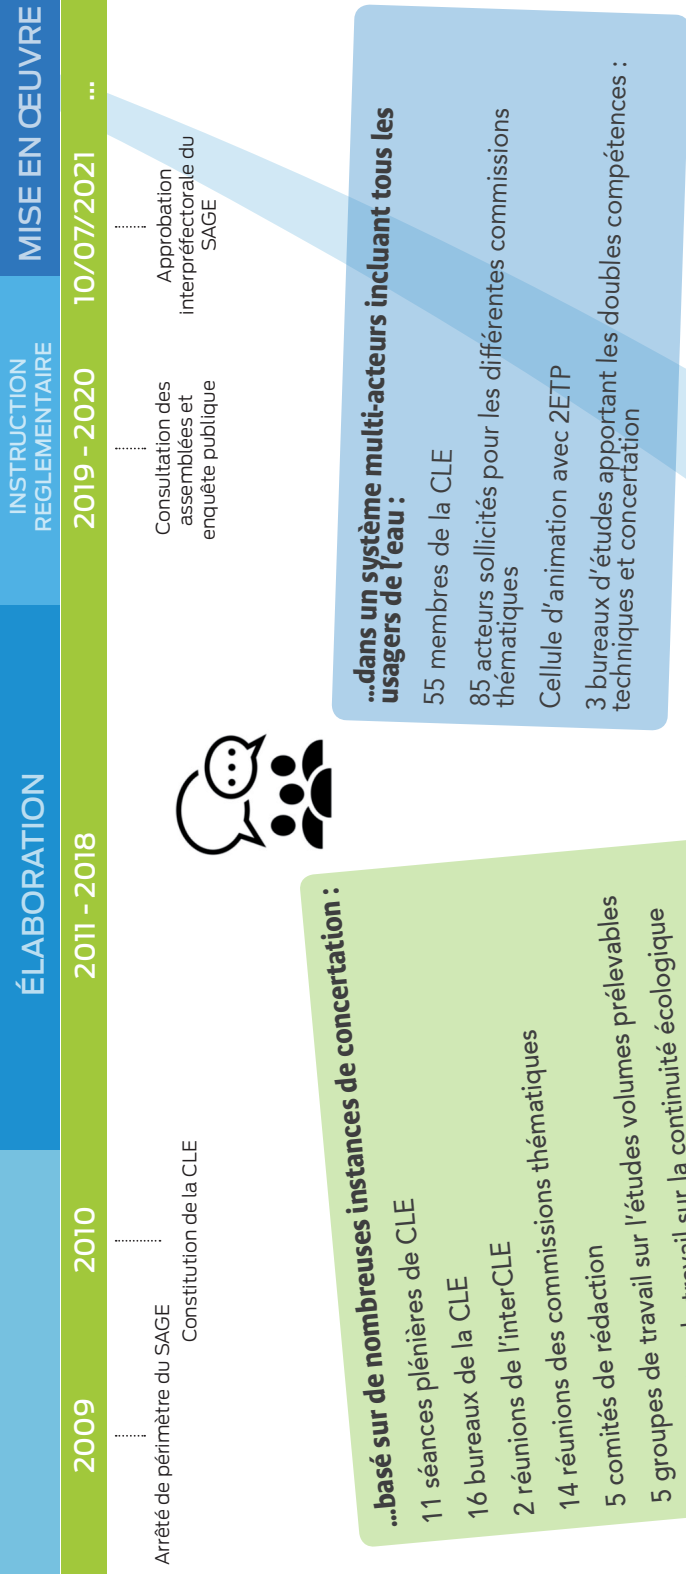 ÉLABORATION
INSTRUCTION
REGLEMENTAIRE
MISE EN ŒUVRE
2009
2010
2011 - 2018
2019 - 2020
10/07/2021
...
Arrêté de périmètre du SAGE
Constitution de la CLE
Consultation des
assemblées et
enquête publique
Approbation
interpréfectorale du
SAGE
...basé sur de nombreuses instances de concertation :
11 séances plénières de CLE
16 bureaux de la CLE
2 réunions de l'interCLE
14 réunions des commissions thématiques
5 comités de rédaction
5 groupes de travail sur l'études volumes prélevables
travail sur la continuité écologique
...dans un système multi-acteurs incluant tous les
usagers de l'eau :
55 membres de la CLE
85 acteurs sollicités pour les différentes commissions
thématiques
Cellule d'animation avec 2ETP
3 bureaux d'études apportant les doubles compétences :
techniques et concertation